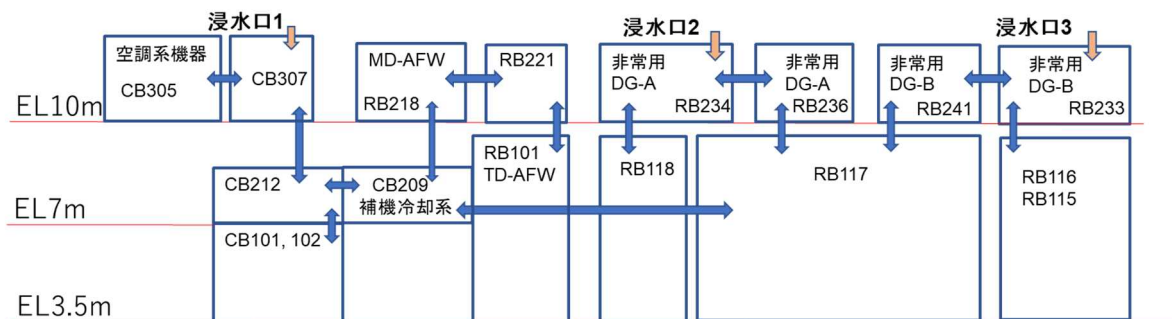 浸水口1
浸水口2
浸水口3
空調系機器
CB305
CB307
MD-AFW
RB218
RB221
非常用
DG-A
RB234
非常用
DG-A
RB236
非常用
DG-B
RB241
非常用
DG-B
RB233
EL10m
CB212
CB209
補機冷却系
RB101
TD-AFW
RB118
RB117
RB116
RB115
EL7m
CB101, 102
EL3.5m